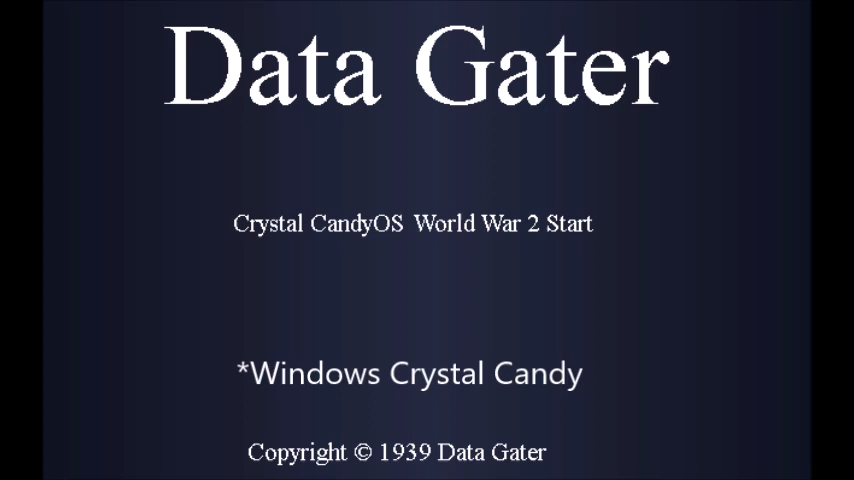 Data Gater
Crystal CandyOS World War 2 Start
*Windows Crystal Candy
Copyright © 1939 Data Gater